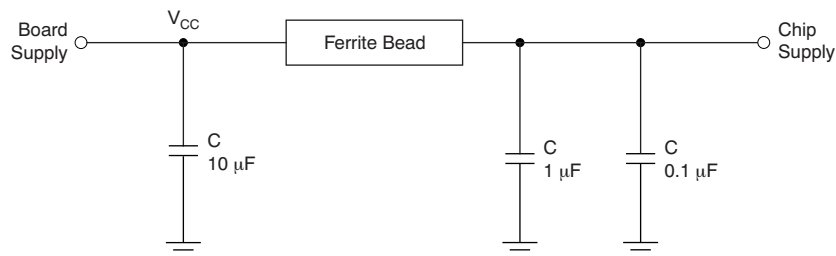 Board
Supply
V_CC
Ferrite Bead
Chip
Supply
C
10 μF
C
1 μF
C
0.1 μF